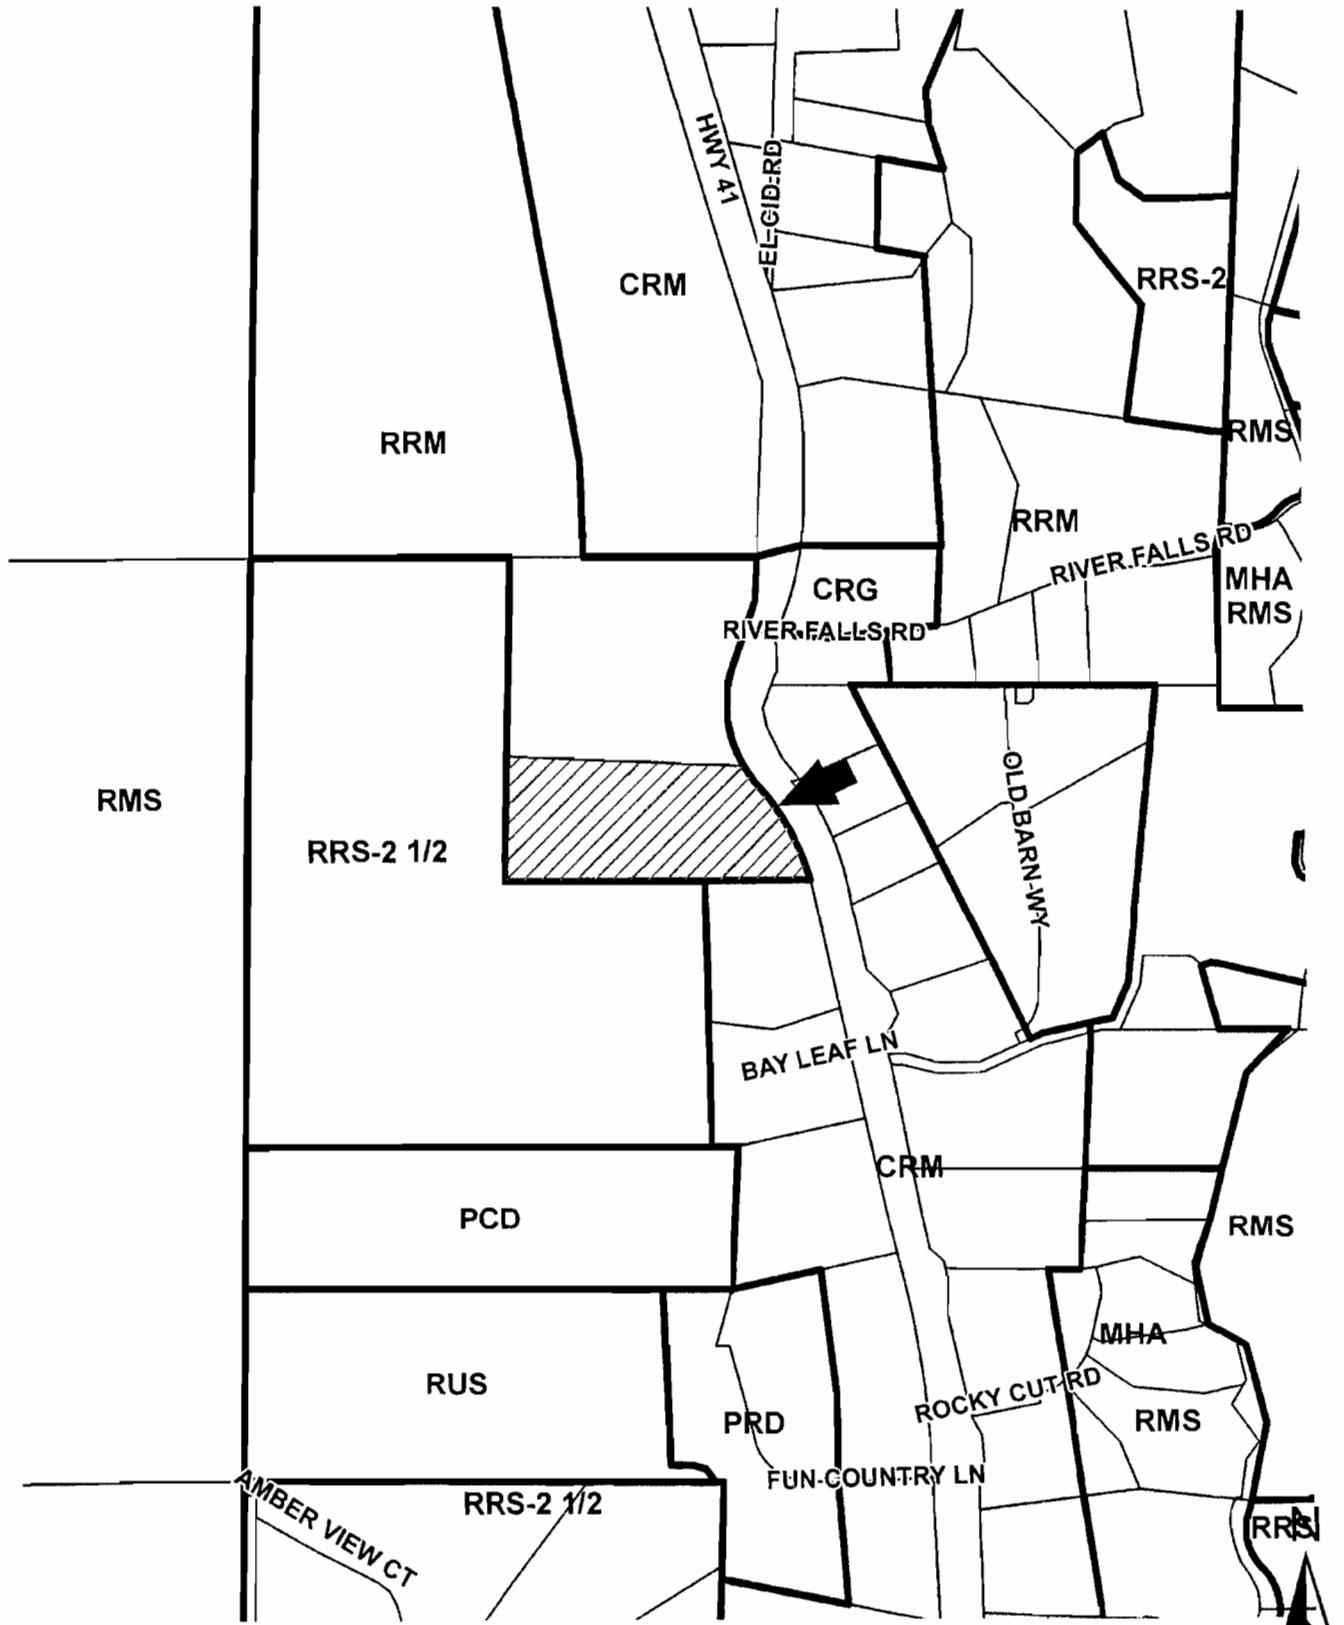 HWY 41
EL-CID-RD
CRM
RRS-2
RRM
RMS
RRM
RIVER FALLS RD
CRG
MHA
RMS
RIVER FALLS RD
RMS
OLD BARN-WY
RRS-2 1/2
BAY LEAF LN
CRM
PCD
RMS
MHA
RUS
ROCKY CUT RD
PRD
RMS
FUN-COUNTRY LN
AMBER VIEW CT
RRS-2 1/2
RRS
N